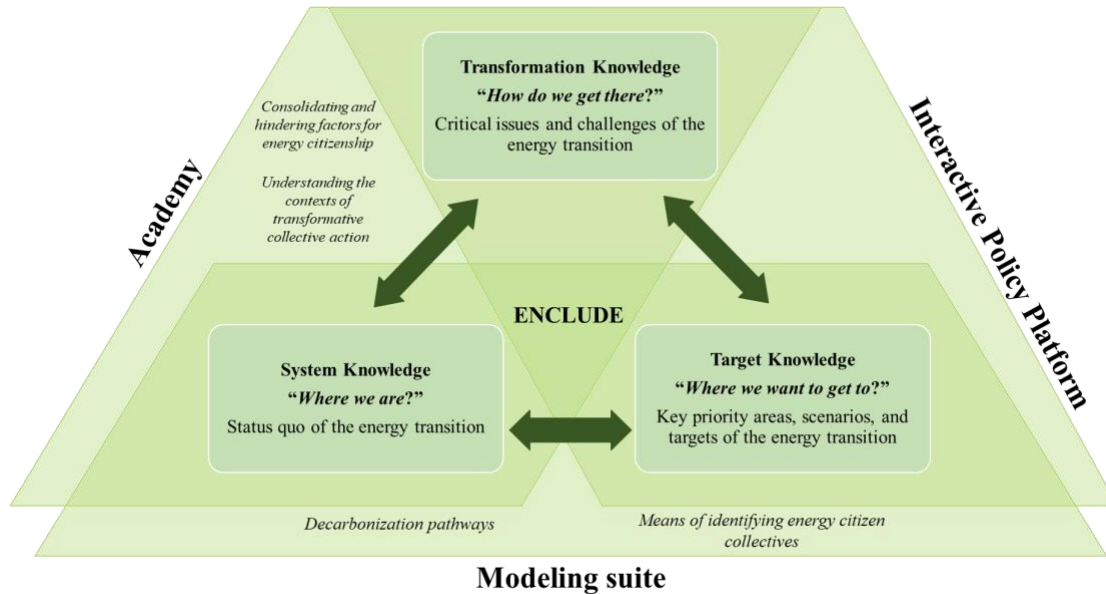 Transformation Knowledge
“How do we get there?”
Critical issues and challenges of the
energy transition
Consolidating and
hindering factors for
energy citizenship
Understanding the
contexts of
transformative
collective action
Academy
Interactive Policy Platform
ENCLUDE
System Knowledge
“Where we are?”
Status quo of the energy transition
Target Knowledge
“Where we want to get to?”
Key priority areas, scenarios, and
targets of the energy transition
Decarbonization pathways
Means of identifying energy citizen
collectives
Modeling suite